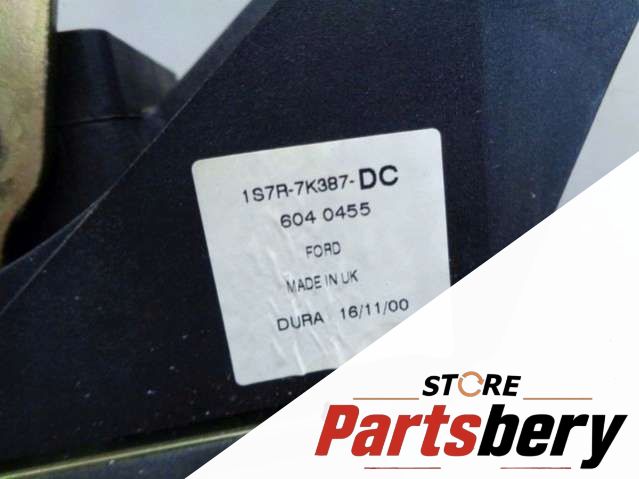 1S7R-7K387-DC
604 0455
FORD
MADE IN UK
DURA 16/11/00
STORE
Partsbery